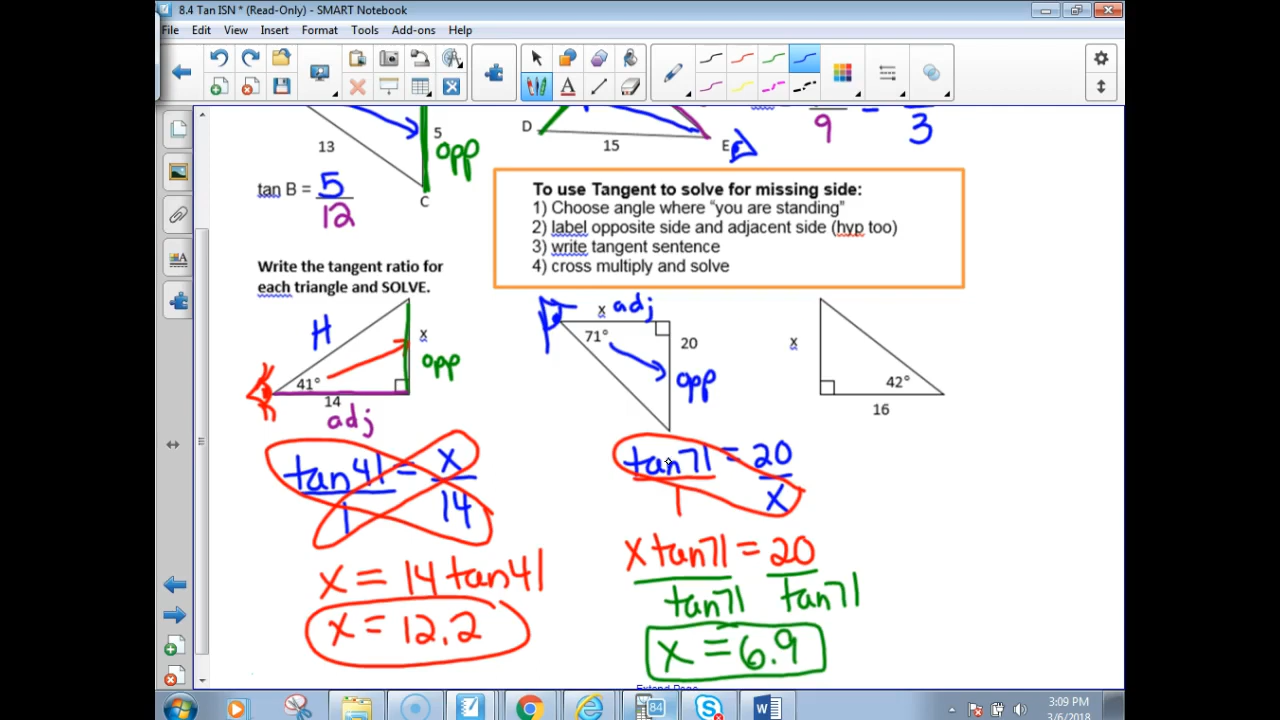 8.4 Tan ISN * (Read-Only) - SMART Notebook
File Edit View Insert Format Tools Add-ons Help
13
5
opp
tan B = 5
12
C
D
15
E
9
=
3
To use Tangent to solve for missing side:
1) Choose angle where “you are standing”
2) label opposite side and adjacent side (hyp too)
3) write tangent sentence
4) cross multiply and solve
Write the tangent ratio for
each triangle and SOLVE.
H
x
opp
41°
14
adj
x adj
71°
20
opp
x
42°
16
tan 41 = x
1 14
x = 14 tan 41
x = 12.2
tan 71 = 20
1 x
x tan 71 = 20
tan 71 tan 71
x = 6.9
Extend Page
84
3:09 PM
3/6/2018